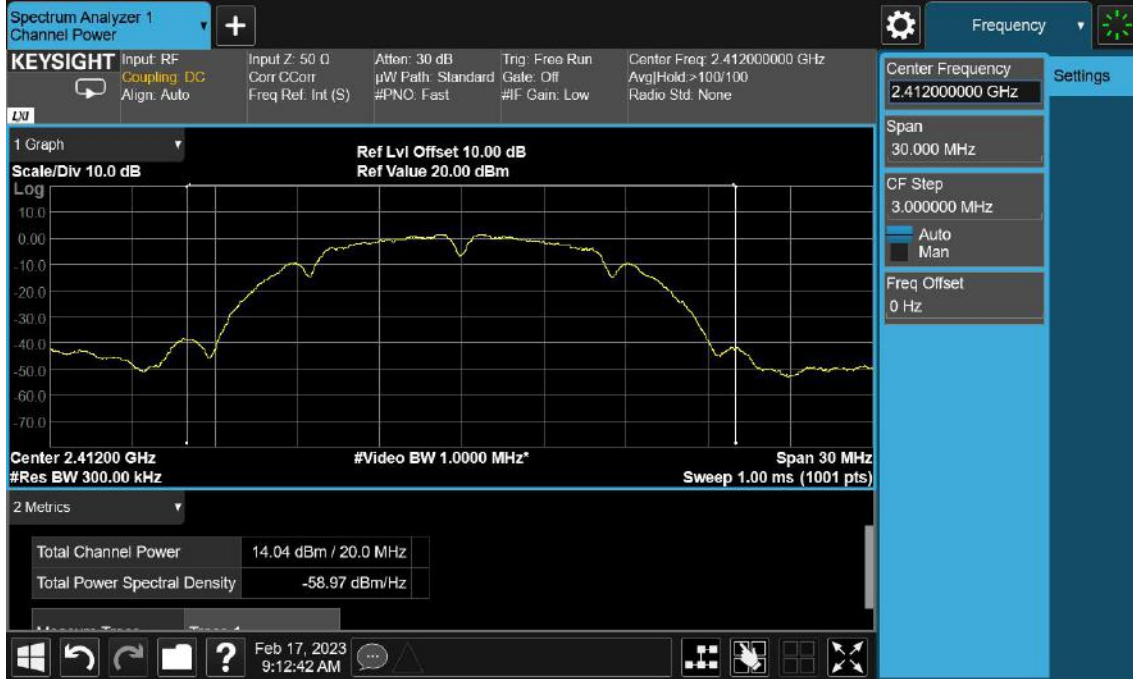 Spectrum Analyzer 1
Channel Power
Frequency
KEYSIGHT
LXI
Input: RF
Coupling: DC
Align: Auto
Input Z: 50 Ω
Corr CCorr
Freq Ref: Int (S)
Atten: 30 dB
µW Path: Standard
#PNO: Fast
Trig: Free Run
Gate: Off
#IF Gain: Low
Center Freq: 2.412000000 GHz
Avg|Hold:>100/100
Radio Std: None
Center Frequency
2.412000000 GHz
Settings
Span
30.000 MHz
CF Step
3.000000 MHz
Auto
Man
Freq Offset
0 Hz
1 Graph
Scale/Div 10.0 dB
Ref Lvl Offset 10.00 dB
Ref Value 20.00 dBm
Log
10.0
0.00
-10.0
-20.0
-30.0
-40.0
-50.0
-60.0
-70.0
Center 2.41200 GHz
#Res BW 300.00 kHz
#Video BW 1.0000 MHz*
Span 30 MHz
Sweep 1.00 ms (1001 pts)
2 Metrics
Total Channel Power 14.04 dBm / 20.0 MHz
Total Power Spectral Density -58.97 dBm/Hz
?
Feb 17, 2023
9:12:42 AM